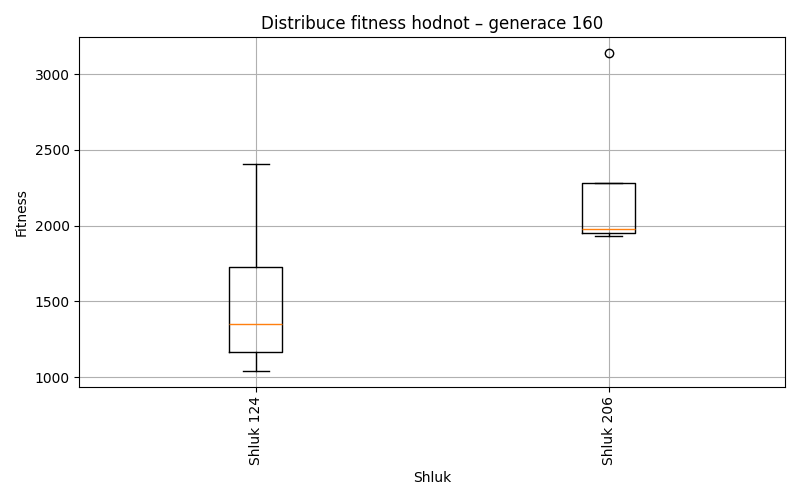 Distribuce fitness hodnot – generace 160
Fitness
3000
2500
2000
1500
1000
Shluk 124
Shluk 206
Shluk